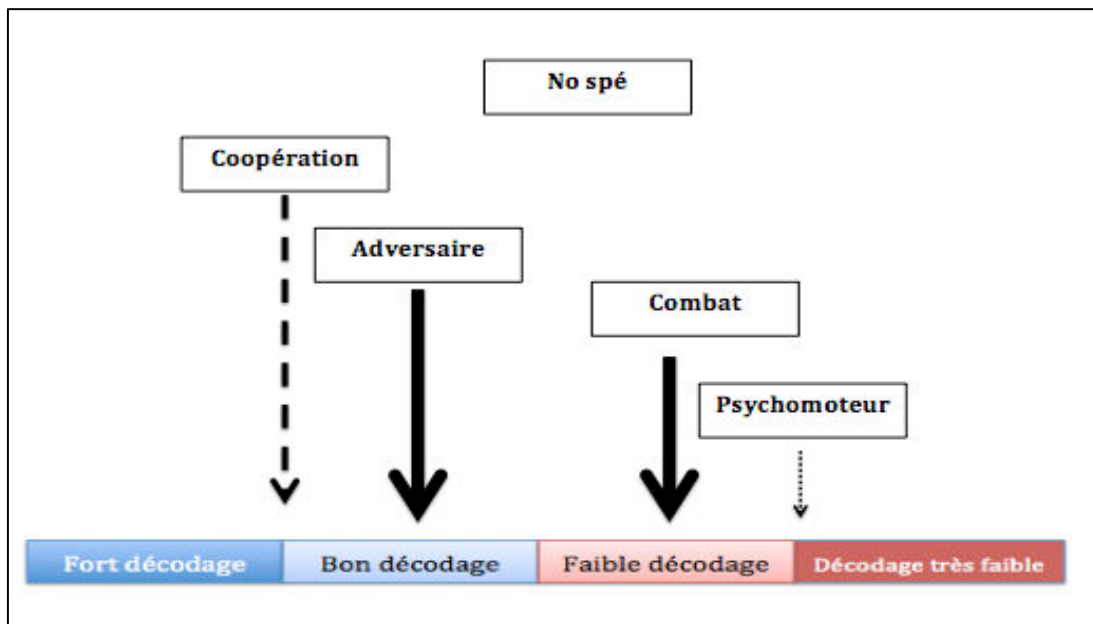 No spé
Coopération
Adversaire
Combat
Psychomoteur
Fort décodage
Bon décodage
Faible décodage
Décodage très faible